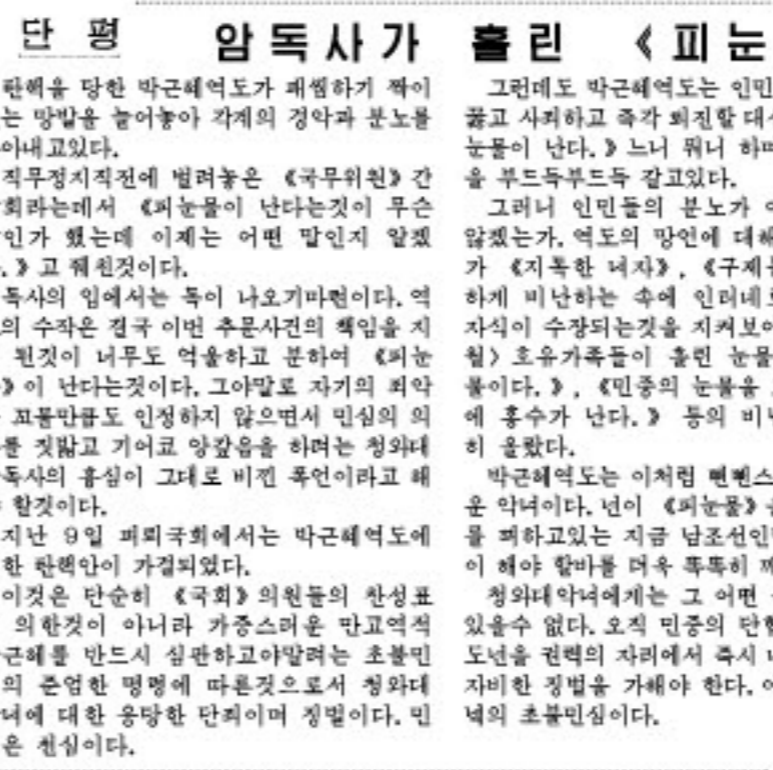 단 평
암독사가 흘린 《피눈
탄핵을 당한 박근혜역도가 패씸하기 짝이
는 망발을 늘어놓아 각계의 경악과 분노를
아내고있다.
직무정지직전에 벌려놓은 《국무위원》 간
회라는데서 《피눈물이 난다는것이 무슨
인가 했는데 이제는 어떤 말인지 알겠
.》고 줴친것이다.
독사의 입에서는 독이 나오기마련이다. 역
의 수작은 결국 이번 추문사건의 책임을 지
된것이 너무도 억울하고 분하여 《피눈
》이 난다는것이다. 그야말로 자기의 죄악
꼬물만큼도 인정하지 않으면서 민심의 의
를 짓밟고 기어코 앙갚음을 하려는 청와대
독사의 흉심이 그대로 비낀 폭언이라고 해
할것이다.
지난 9일 괴뢰국회에서는 박근혜역도에
한 탄핵안이 가결되였다.
이것은 단순히 《국회》의원들의 찬성표
의한것이 아니라 가증스러운 만고역적
근혜를 반드시 심판하고야말려는 초불민
의 준엄한 명령에 따른것으로서 청와대
녀에 대한 응당한 단죄이며 징벌이다. 민
은 천심이다.
그런데도 박근혜역도는 인민
꿇고 사죄하고 즉각 퇴진할 대신
눈물이 난다.》느니 뭐니 하며
을 부드득부드득 갈고있다.
그러니 인민들의 분노가 어
않겠는가. 역도의 망언에 대해
가 《지독한 녀자》, 《구제
하게 비난하는 속에 인터네트
자식이 수장되는것을 지켜보아
월〉호유가족들이 흘린 눈물
물이다.》, 《민중의 눈물을
에 홍수가 난다.》 등의 비난
히 올랐다.
박근혜역도는 이처럼 뻔뻔스
운 악녀이다. 년이 《피눈물》
를 떠하고있는 지금 남조선인민
이 해야 할바를 더욱 똑똑히 깨
청와대악녀에게는 그 어떤
있을수 없다. 오직 민중의 단한
도년을 권력의 자리에서 즉시
자비한 징벌을 가해야 한다.
녘의 초불민심이다.